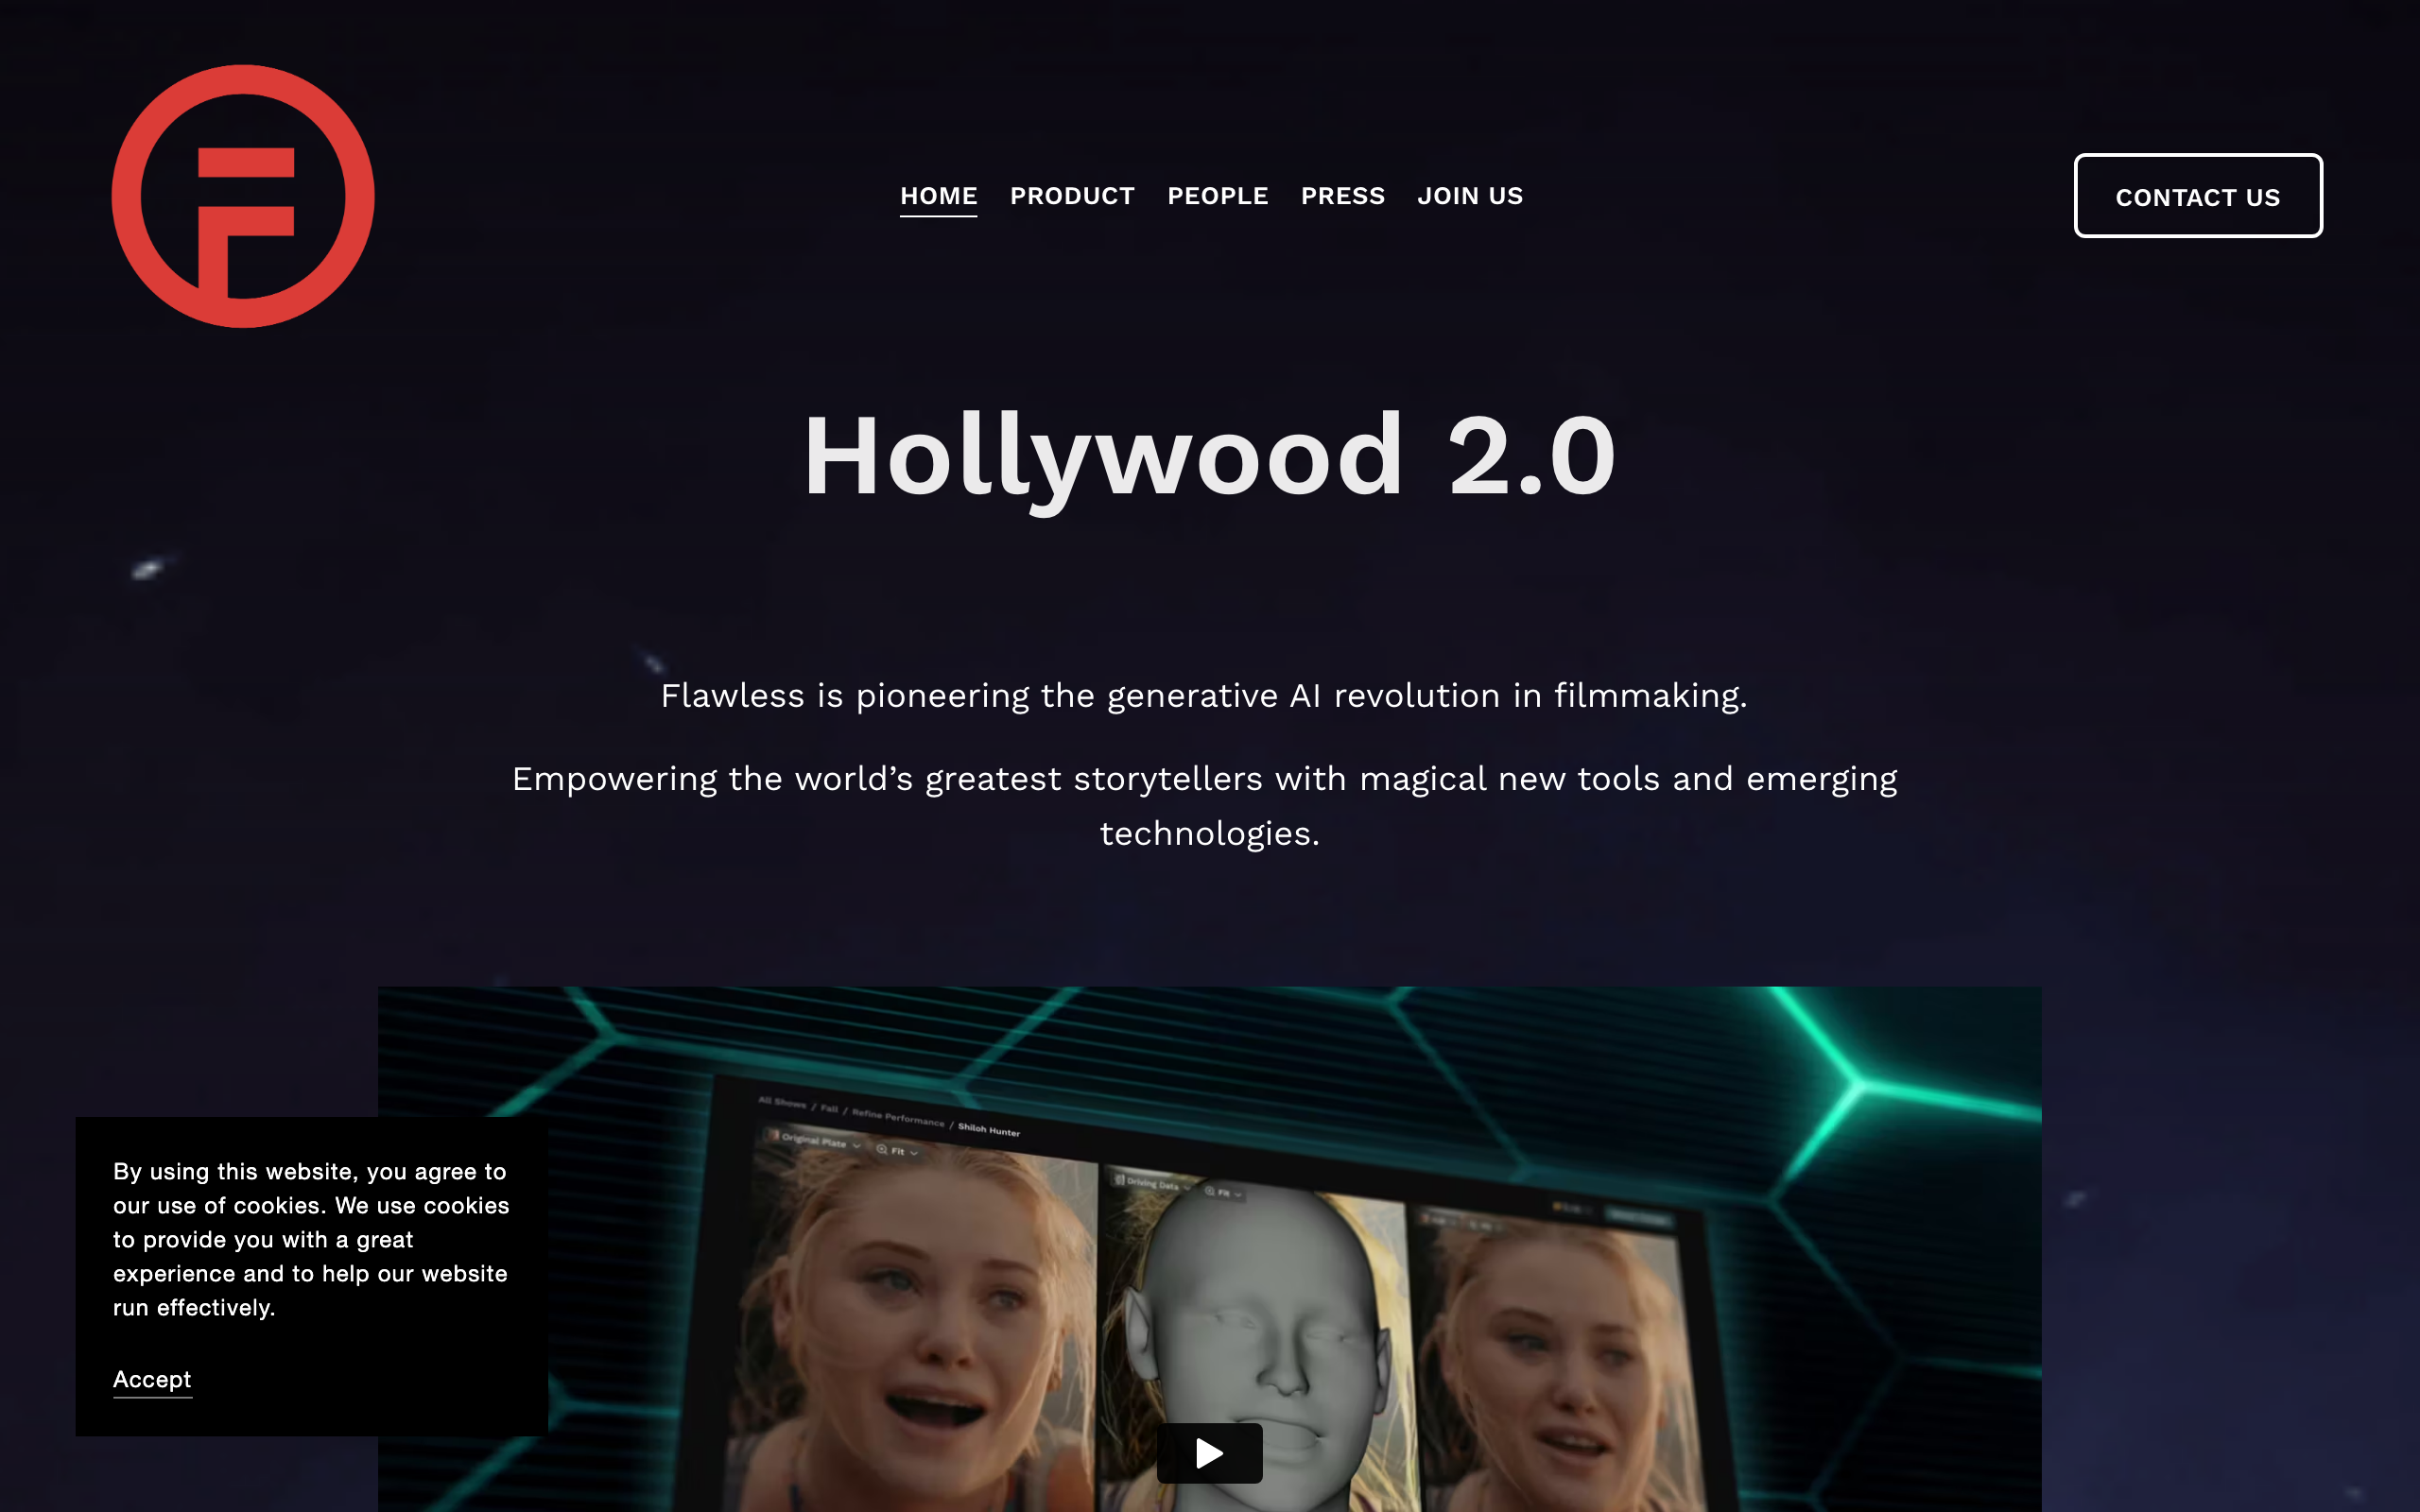 F
HOME PRODUCT PEOPLE PRESS JOIN US
CONTACT US
Hollywood 2.0
Flawless is pioneering the generative AI revolution in filmmaking.
Empowering the world’s greatest storytellers with magical new tools and emerging
technologies.
All Shows / Fall / Refine Performance / Shiloh Hunter
Original Plate Fit
Driving Data Fit
By using this website, you agree to
our use of cookies. We use cookies
to provide you with a great
experience and to help our website
run effectively.
Accept